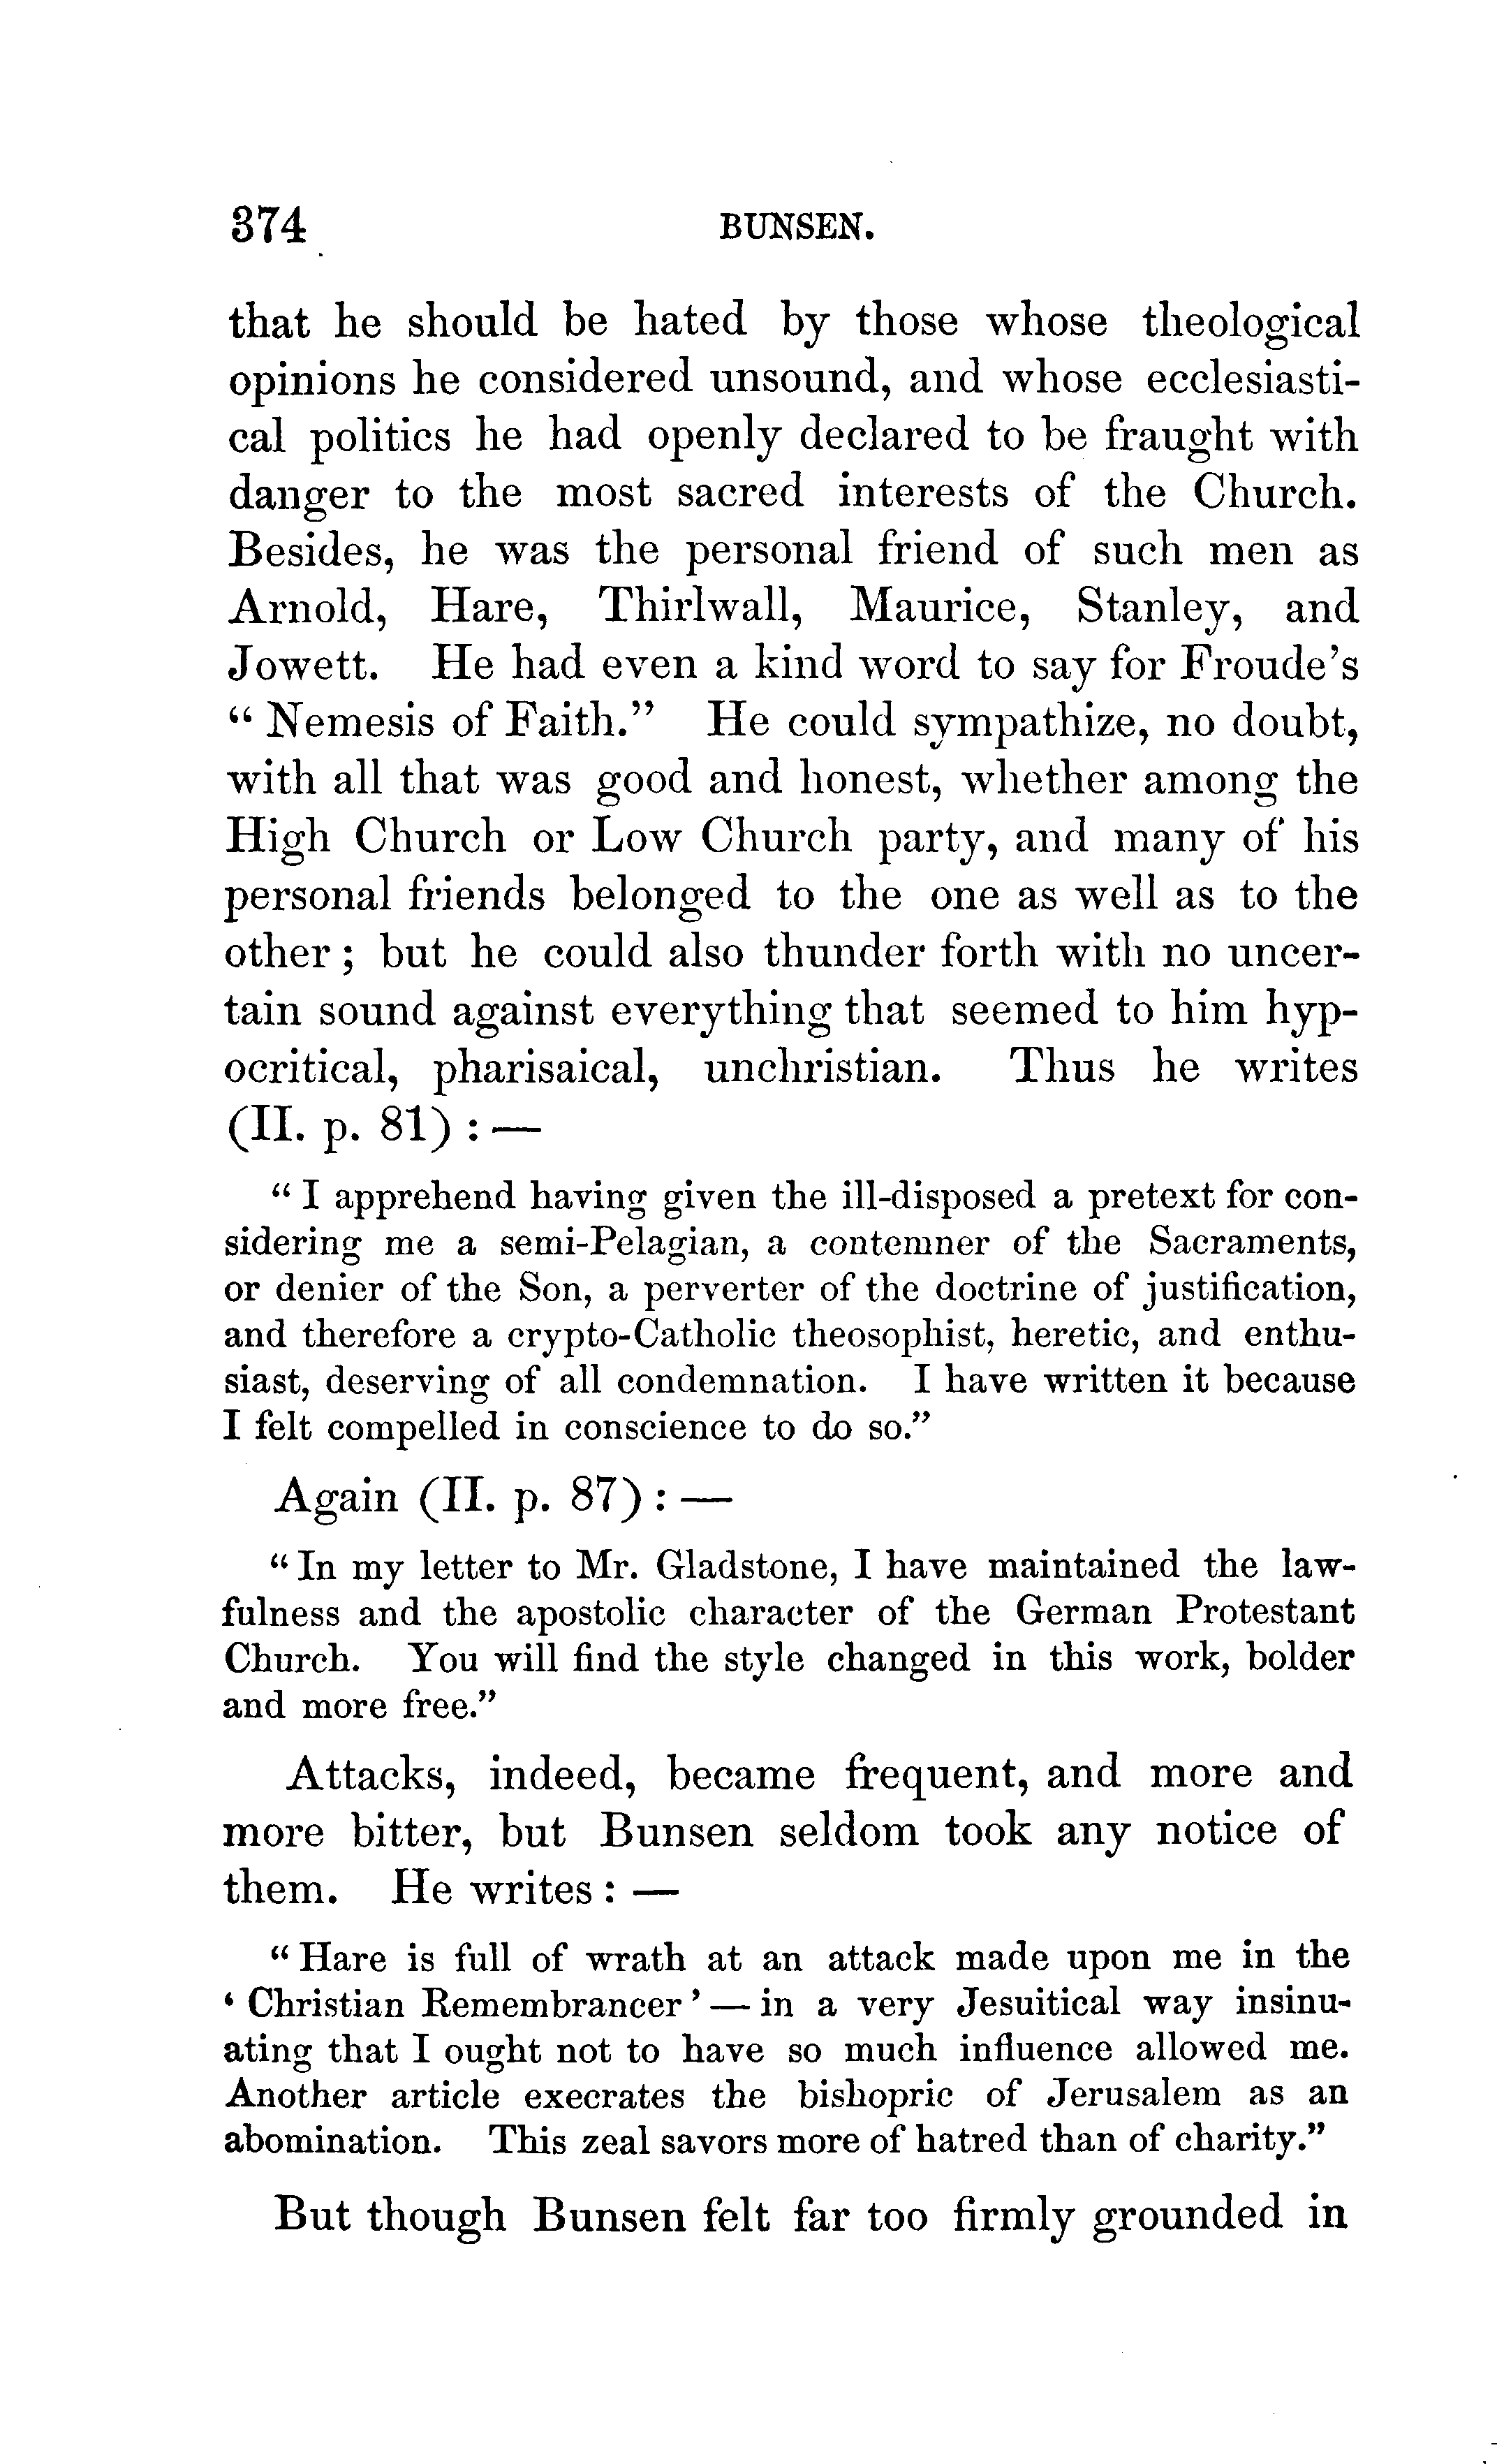 374 BUNSEN.
that he should be hated by those whose theological
opinions he considered unsound, and whose ecclesiasti-
cal politics he had openly declared to be fraught with
danger to the most sacred interests of the Church.
Besides, he was the personal friend of such men as
Arnold, Hare, Thirlwall, Maurice, Stanley, and
Jowett. He had even a kind word to say for Froude's
“ Nemesis of Faith.” He could sympathize, no doubt,
with all that was good and honest, whether among the
High Church or Low Church party, and many of his
personal friends belonged to the one as well as to the
other ; but he could also thunder forth with no uncer-
tain sound against everything that seemed to him hyp-
ocritical, pharisaical, unchristian. Thus he writes
(II. p. 81) : —
“ I apprehend having given the ill-disposed a pretext for con-
sidering me a semi-Pelagian, a contemner of the Sacraments,
or denier of the Son, a perverter of the doctrine of justification,
and therefore a crypto-Catholic theosophist, heretic, and enthu-
siast, deserving of all condemnation. I have written it because
I felt compelled in conscience to do so.”
Again (II. p. 87) : —
“ In my letter to Mr. Gladstone, I have maintained the law-
fulness and the apostolic character of the German Protestant
Church. You will find the style changed in this work, bolder
and more free.”
Attacks, indeed, became frequent, and more and
more bitter, but Bunsen seldom took any notice of
them. He writes : —
“ Hare is full of wrath at an attack made upon me in the
‘ Christian Remembrancer ’ — in a very Jesuitical way insinu-
ating that I ought not to have so much influence allowed me.
Another article execrates the bishopric of Jerusalem as an
abomination. This zeal savors more of hatred than of charity.”
But though Bunsen felt far too firmly grounded in